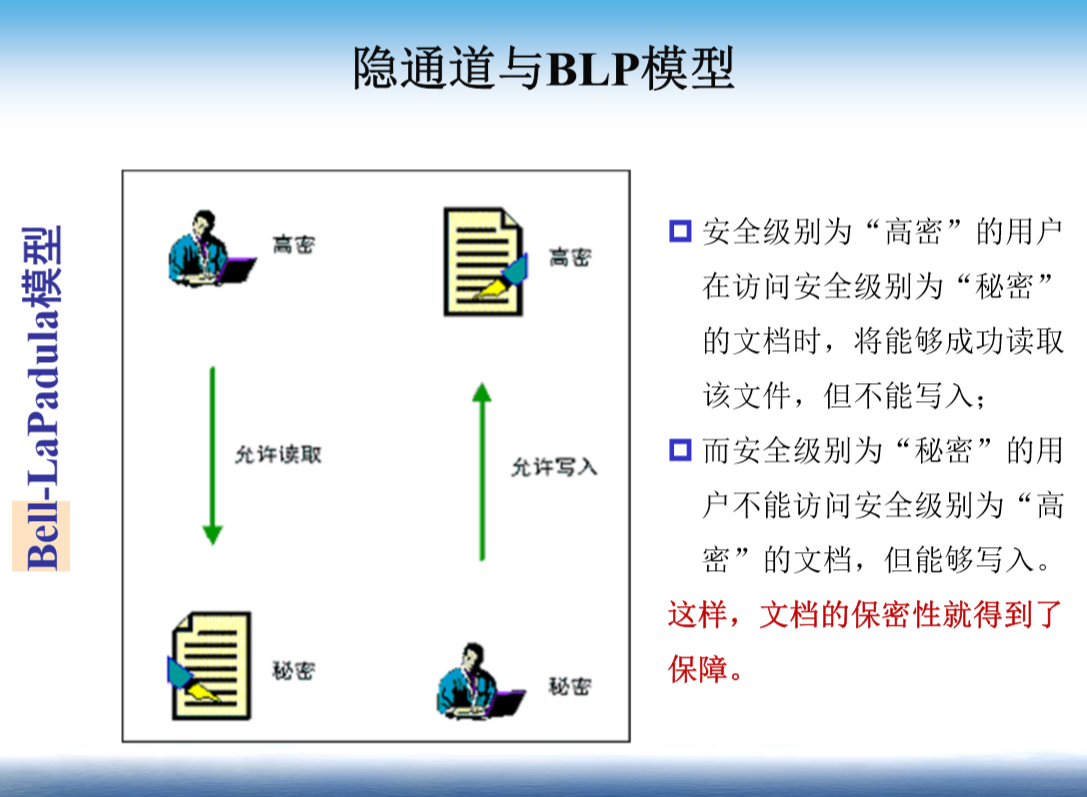 隐通道与BLP模型
Bell-LaPadula模型
高密
高密
允许读取
允许写入
秘密
秘密
安全级别为“高密”的用户
在访问安全级别为“秘密”
的文档时，将能够成功读取
该文件，但不能写入；
而安全级别为“秘密”的用
户不能访问安全级别为“高
密”的文档，但能够写入。
这样，文档的保密性就得到了
保障。